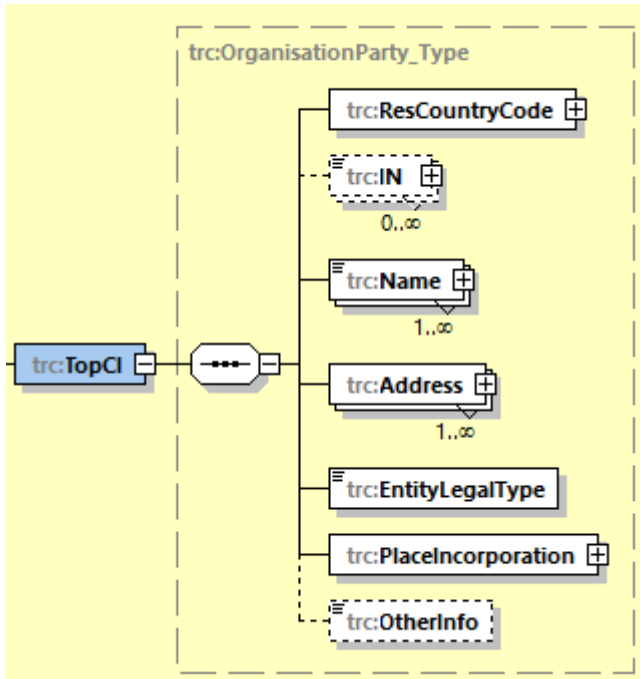 trc:OrganisationParty_Type
trc:ResCountryCode
trc:IN
0..∞
trc:Name
1..∞
trc:TopCI
trc:Address
1..∞
trc:EntityLegalType
trc:PlaceIncorporation
trc:OtherInfo